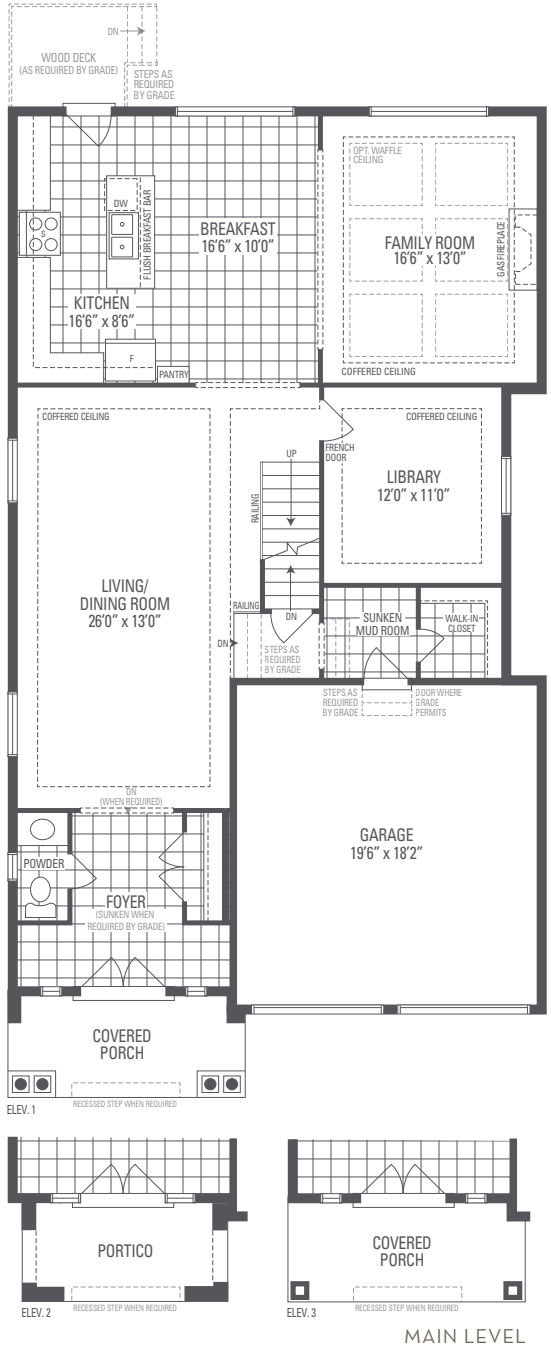 DN
WOOD DECK
(AS REQUIRED BY GRADE)
STEPS AS
REQUIRED
BY GRADE
OPT. WAFFLE
CEILING
DW
S
FLUSH BREAKFAST BAR
BREAKFAST
16'6" x 10'0"
FAMILY ROOM
16'6" x 13'0"
GAS FIREPLACE
KITCHEN
16'6" x 8'6"
F
PANTRY
COFFERED CEILING
COFFERED CEILING
COFFERED CEILING
FRENCH
DOOR
UP
LIBRARY
12'0" x 11'0"
RAILING
LIVING/
DINING ROOM
26'0" x 13'0"
RAILING
DN
SUNKEN
MUD ROOM
WALK-IN
CLOSET
DN
STEPS AS
REQUIRED
BY GRADE
STEPS AS
REQUIRED
BY GRADE
DOOR WHERE
GRADE
PERMITS
DN
(WHEN REQUIRED)
GARAGE
19'6" x 18'2"
POWDER
FOYER
(SUNKEN WHEN
REQUIRED BY GRADE)
COVERED
PORCH
RECESSED STEP WHEN REQUIRED
ELEV. 1
PORTICO
ELEV. 2
RECESSED STEP WHEN REQUIRED
COVERED
PORCH
ELEV. 3
RECESSED STEP WHEN REQUIRED
MAIN LEVEL